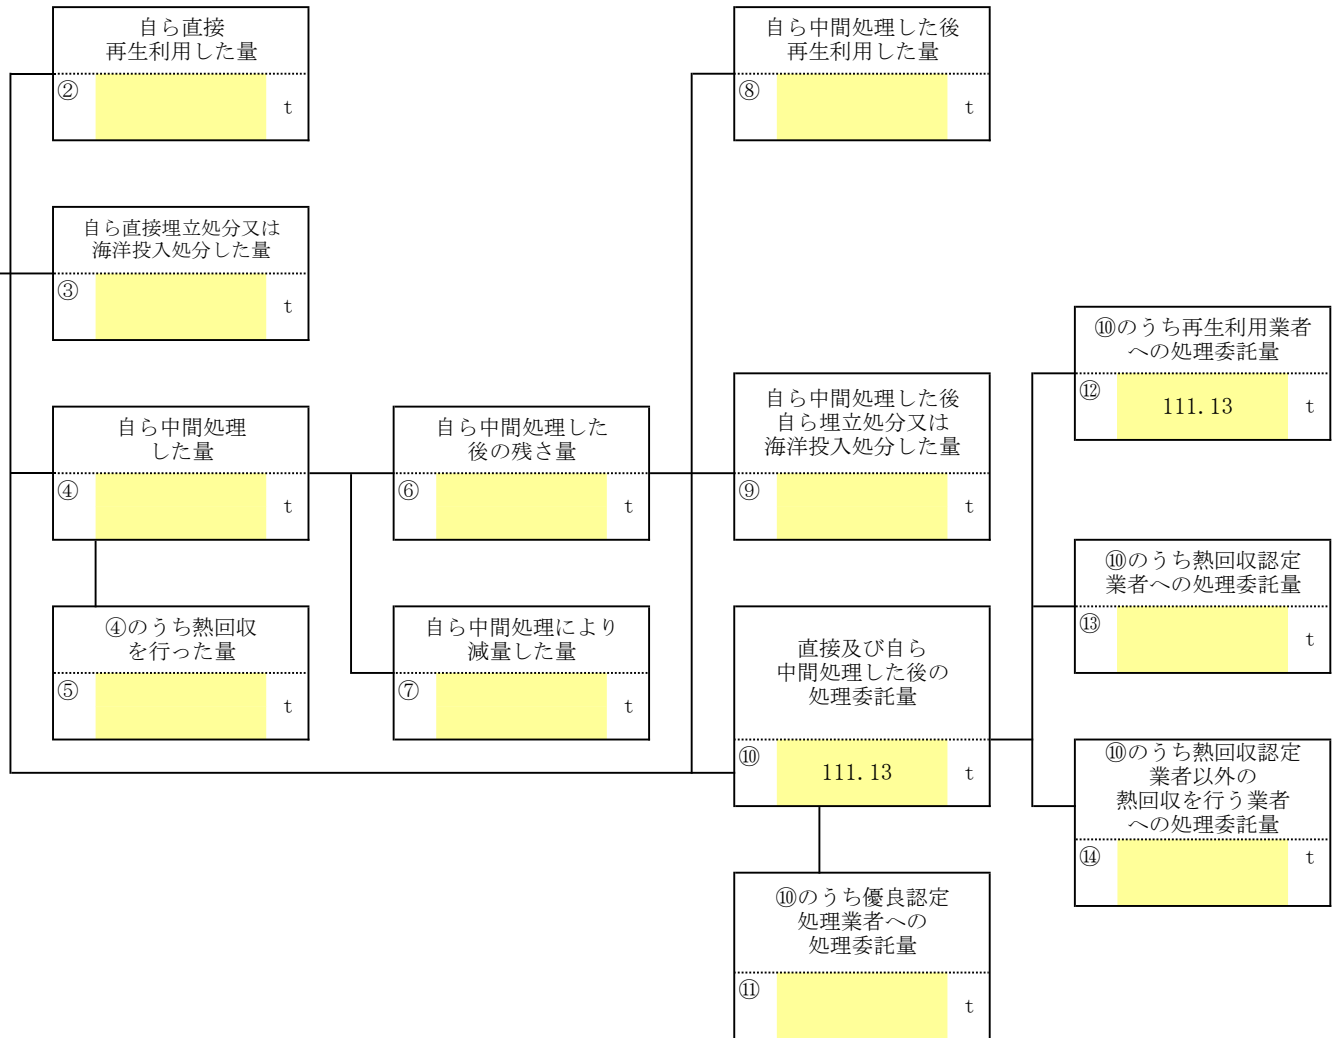 自ら直接
再生利用した量
②
t
自ら中間処理した後
再生利用した量
⑧
t
自ら直接埋立処分又は
海洋投入処分した量
③
t
⑩のうち再生利用業者
への処理委託量
⑫
111.13
t
自ら中間処理
した量
④
t
自ら中間処理した
後の残さ量
⑥
t
自ら中間処理した後
自ら埋立処分又は
海洋投入処分した量
⑨
t
⑩のうち熱回収認定
業者への処理委託量
⑬
t
④のうち熱回収
を行った量
⑤
t
自ら中間処理により
減量した量
⑦
t
直接及び自ら
中間処理した後の
処理委託量
⑩
111.13
t
⑩のうち熱回収認定
業者以外の
熱回収を行う業者
への処理委託量
⑭
t
⑩のうち優良認定
処理業者への
処理委託量
⑪
t